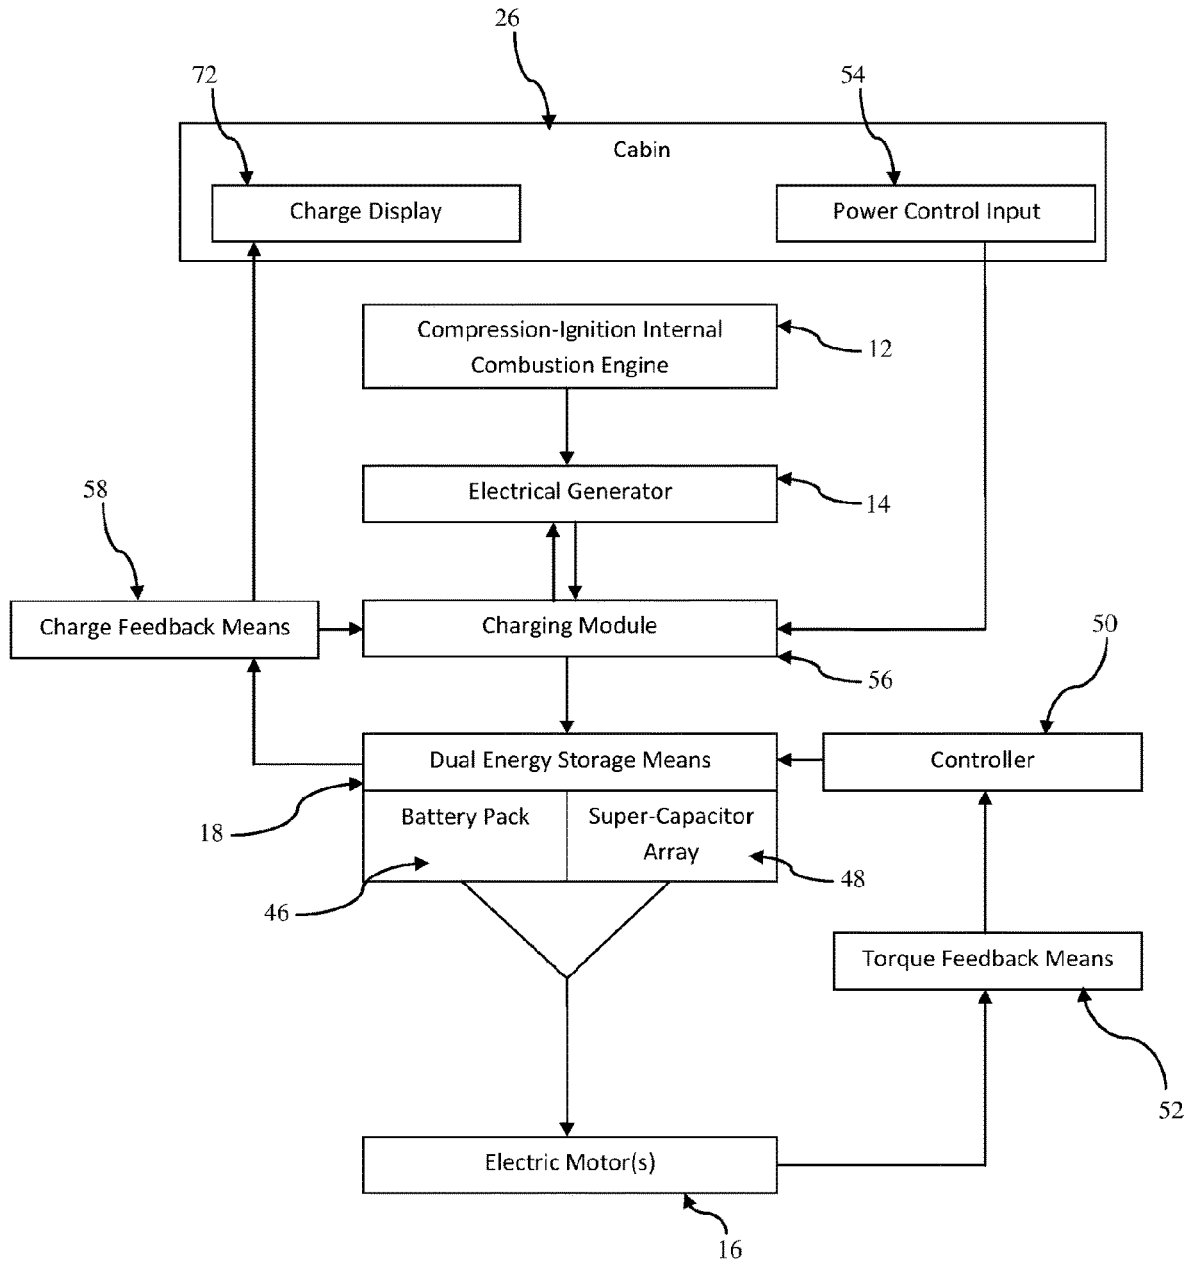 26
72
54
Cabin
Charge Display
Power Control Input
Compression-Ignition Internal
Combustion Engine
12
Electrical Generator
14
58
Charge Feedback Means
Charging Module
50
56
Dual Energy Storage Means
Controller
18
Battery Pack
Super-Capacitor
Array
46
48
Torque Feedback Means
52
Electric Motor(s)
16